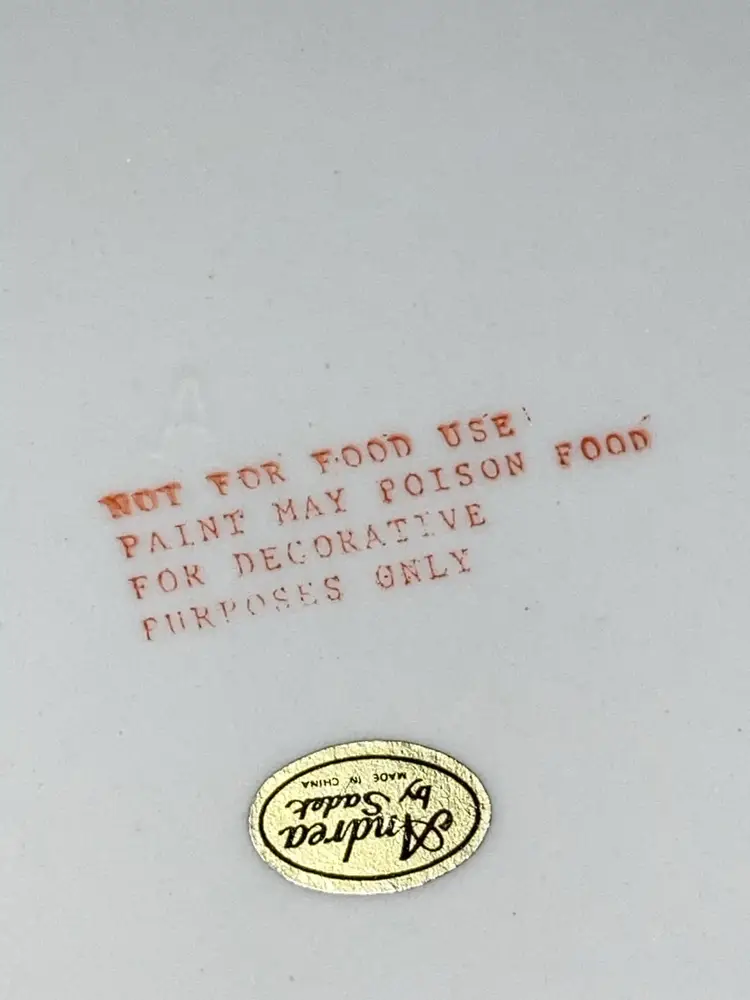 NOT FOR FOOD USE
PAINT MAY POISON FOOD
FOR DECORATIVE
PURPOSES ONLY
Andrea
by Sadek
MADE IN CHINA